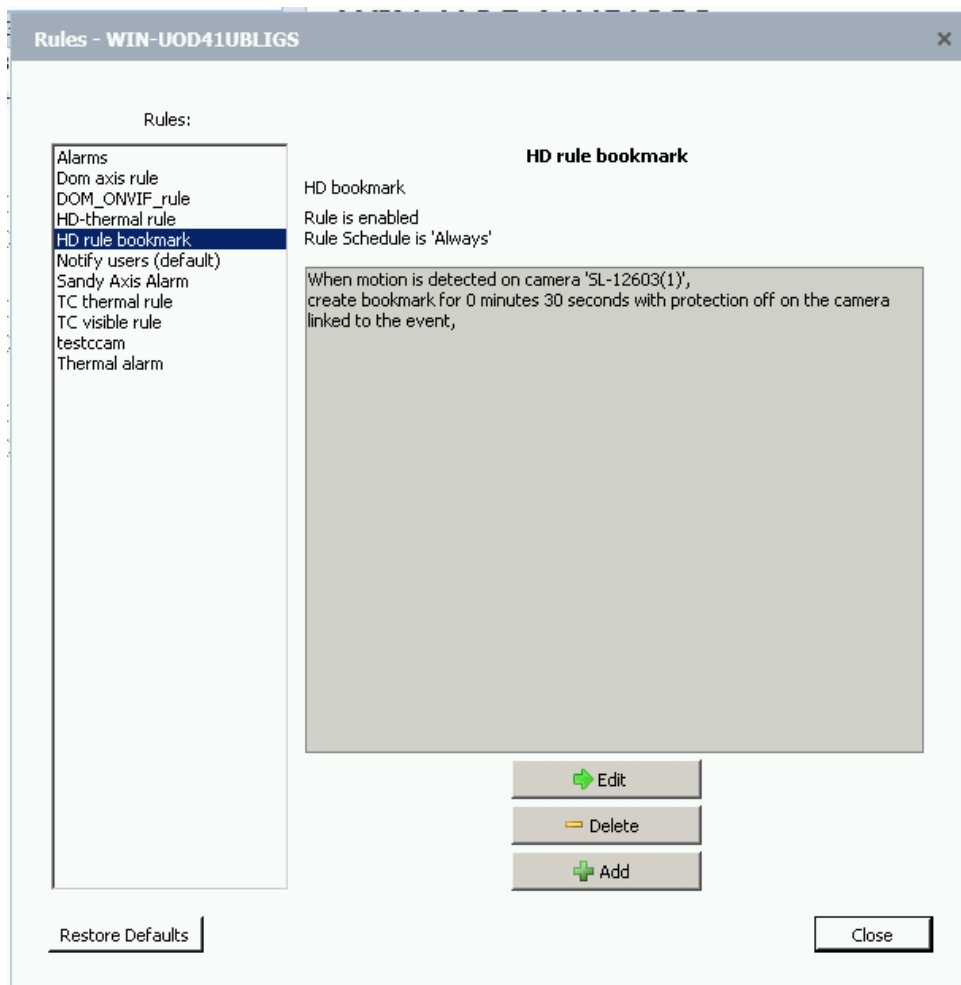 Rules - WIN-UOD41UBLIGS
Rules:
Alarms
Dom axis rule
DOM_ONVIF_rule
HD-thermal rule
HD rule bookmark
Notify users (default)
Sandy Axis Alarm
TC thermal rule
TC visible rule
testccam
Thermal alarm
HD rule bookmark
HD bookmark
Rule is enabled
Rule Schedule is 'Always'
When motion is detected on camera 'SL-12603(1)',
create bookmark for 0 minutes 30 seconds with protection off on the camera
linked to the event,
Edit
Delete
Add
Restore Defaults
Close